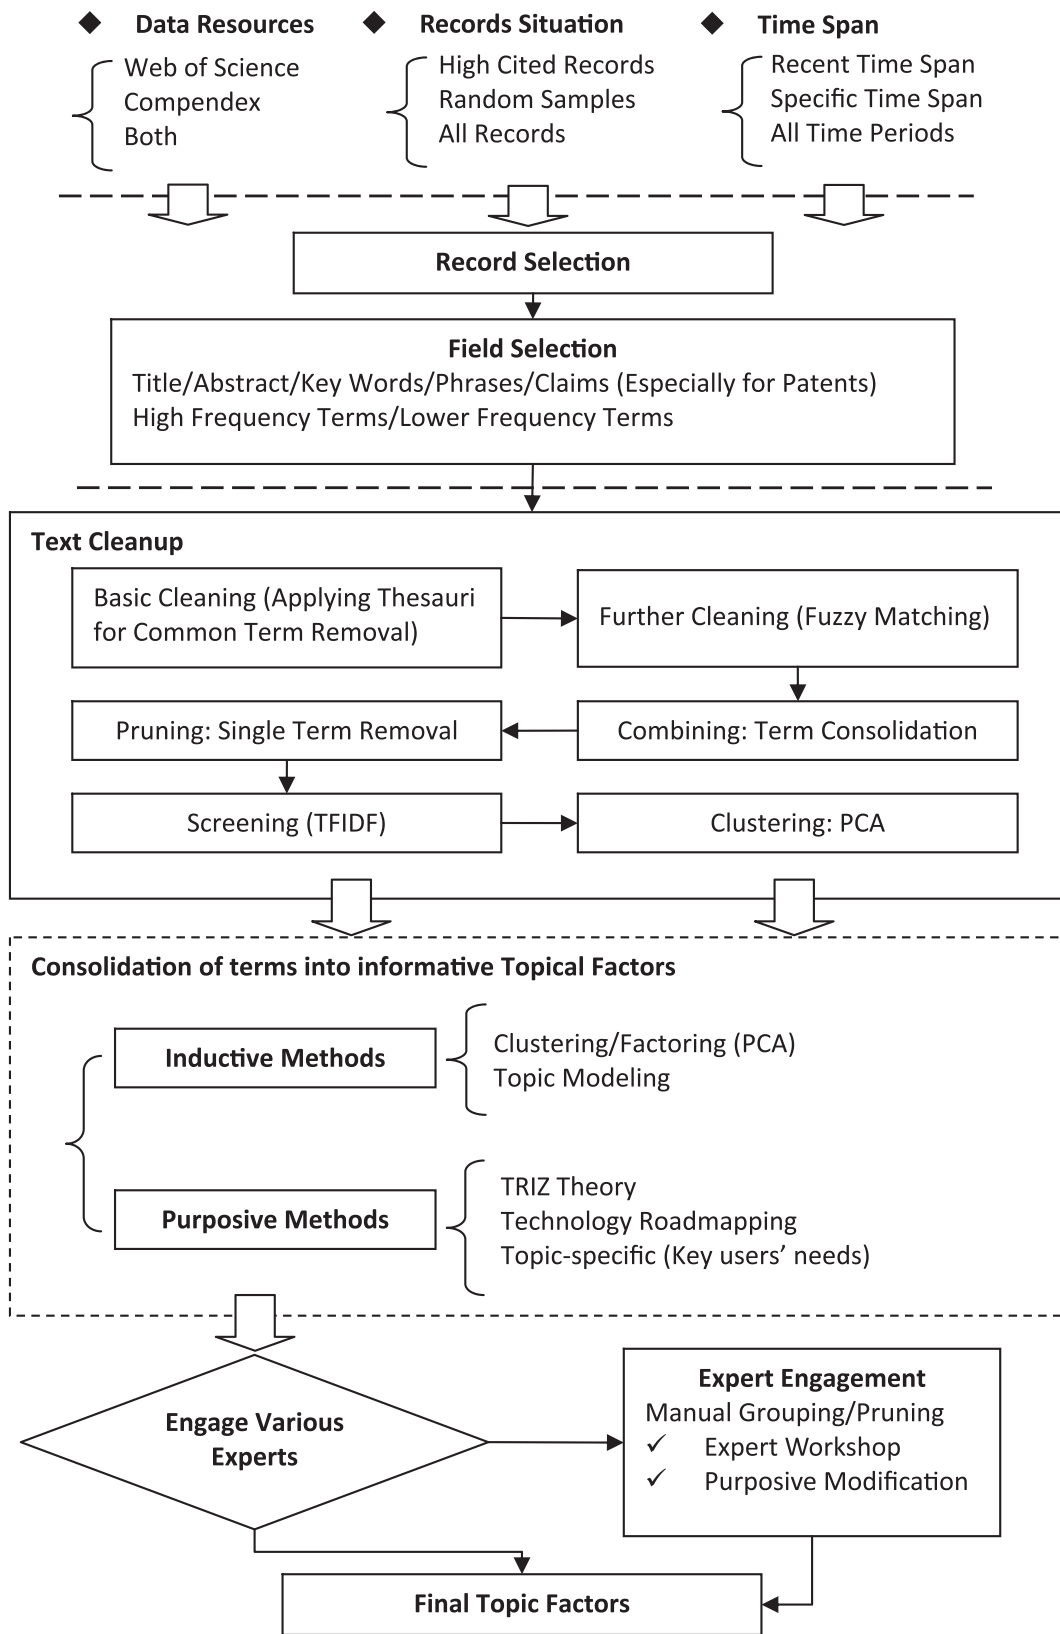 Data Resources
Web of Science
Compendex
Both
Records Situation
High Cited Records
Random Samples
All Records
Time Span
Recent Time Span
Specific Time Span
All Time Periods
Record Selection
Field Selection
Title/Abstract/Key Words/Phrases/Claims (Especially for Patents)
High Frequency Terms/Lower Frequency Terms
Text Cleanup
Basic Cleaning (Applying Thesauri
for Common Term Removal)
Further Cleaning (Fuzzy Matching)
Combining: Term Consolidation
Pruning: Single Term Removal
Screening (TFIDF)
Clustering: PCA
Consolidation of terms into informative Topical Factors
Inductive Methods
Clustering/Factoring (PCA)
Topic Modeling
Purposive Methods
TRIZ Theory
Technology Roadmapping
Topic-specific (Key users’ needs)
Engage Various
Experts
Expert Engagement
Manual Grouping/Pruning
✓ Expert Workshop
✓ Purposive Modification
Final Topic Factors